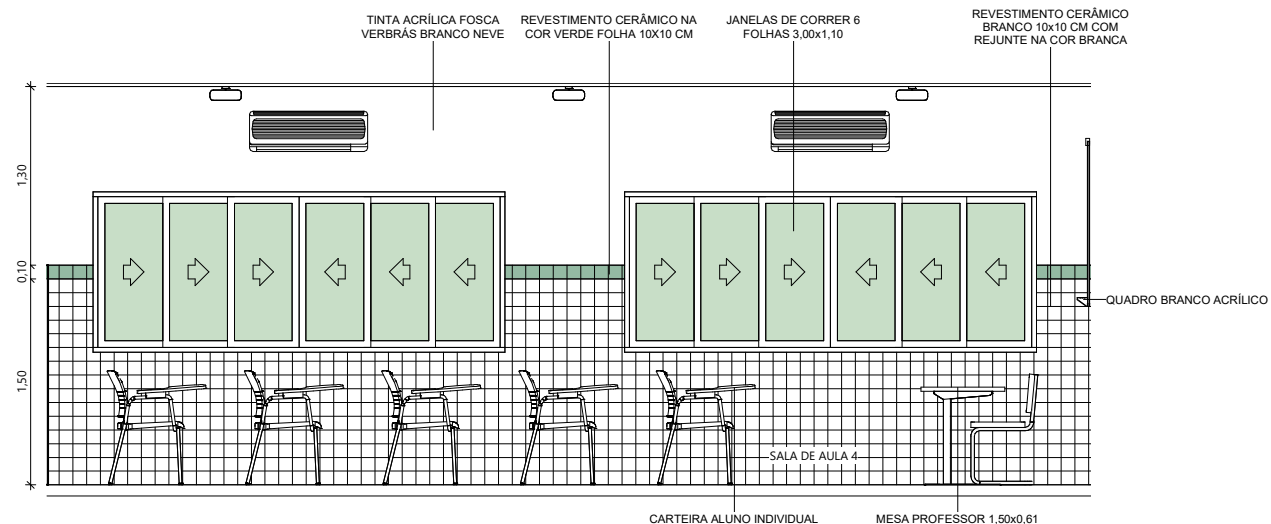 TINTA ACRÍLICA FOSCA
VERBRÁS BRANCO NEVE
REVESTIMENTO CERÂMICO NA
COR VERDE FOLHA 10X10 CM
JANELAS DE CORRER 6
FOLHAS 3,00x1,10
REVESTIMENTO CERÂMICO
BRANCO 10x10 CM COM
REJUNTE NA COR BRANCA
1,30
0,10
1,50
QUADRO BRANCO ACRÍLICO
SALA DE AULA 4
CARTEIRA ALUNO INDIVIDUAL
MESA PROFESSOR 1,50x0,61